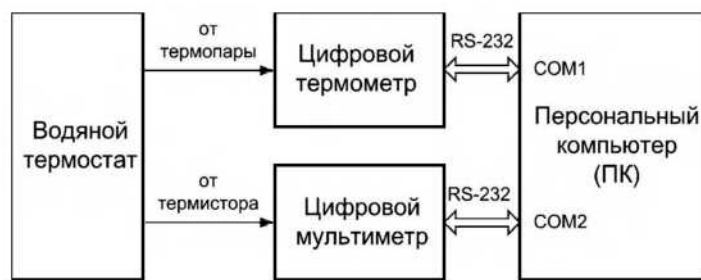 Водяной
термостат
от
термопары
Цифровой
термометр
RS-232
COM1
от
термистора
Цифровой
мультиметр
RS-232
COM2
Персональный
компьютер
(ПК)